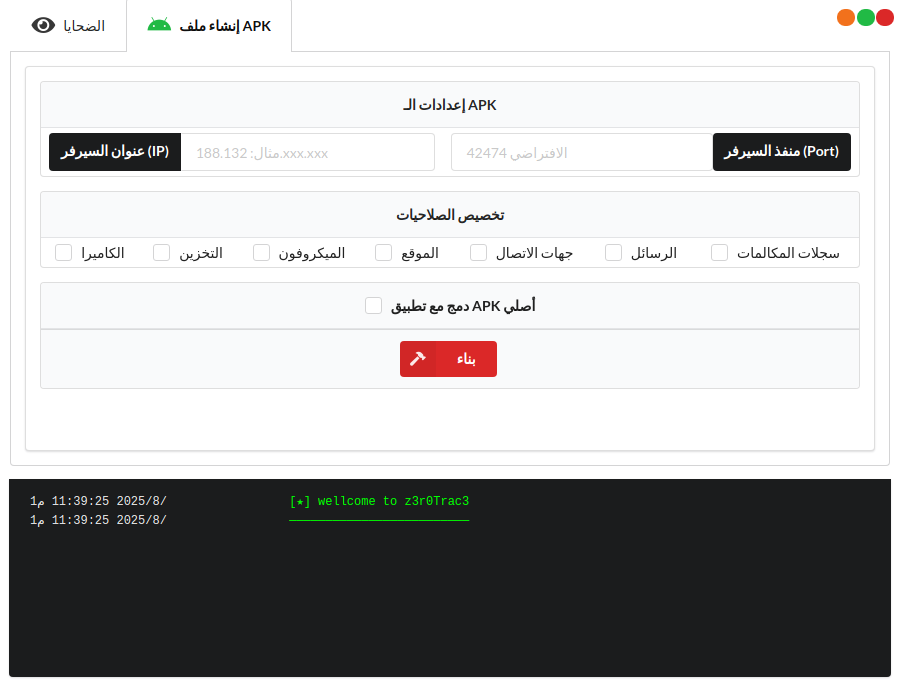 الضحايا
إنشاء ملف APK
إعدادات الـ APK
عنوان السيرفر (IP)
مثال: 188.132.xxx.xxx
الافتراضي 42474
منفذ السيرفر (Port)
تخصيص الصلاحيات
الكاميرا
التخزين
الميكروفون
الموقع
جهات الاتصال
الرسائل
سجلات المكالمات
دمج مع تطبيق APK أصلي
بناء
1م 11:39:25 2025/8/ [★] wellcome to z3r0Trac3
1م 11:39:25 2025/8/ ─────────────────────────